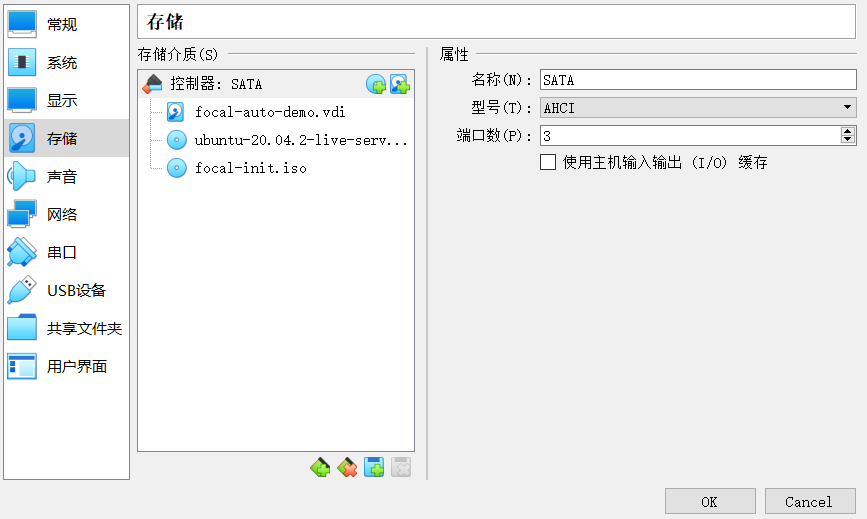 常规
系统
显示
存储
声音
网络
串口
USB设备
共享文件夹
用户界面
存储
存储介质(S)
控制器: SATA
focal-auto-demo.vdi
ubuntu-20.04.2-live-serv...
focal-init.iso
属性
名称(N): SATA
型号(T): AHCI
端口数(P): 3
使用主机输入输出 (I/O) 缓存
OK Cancel